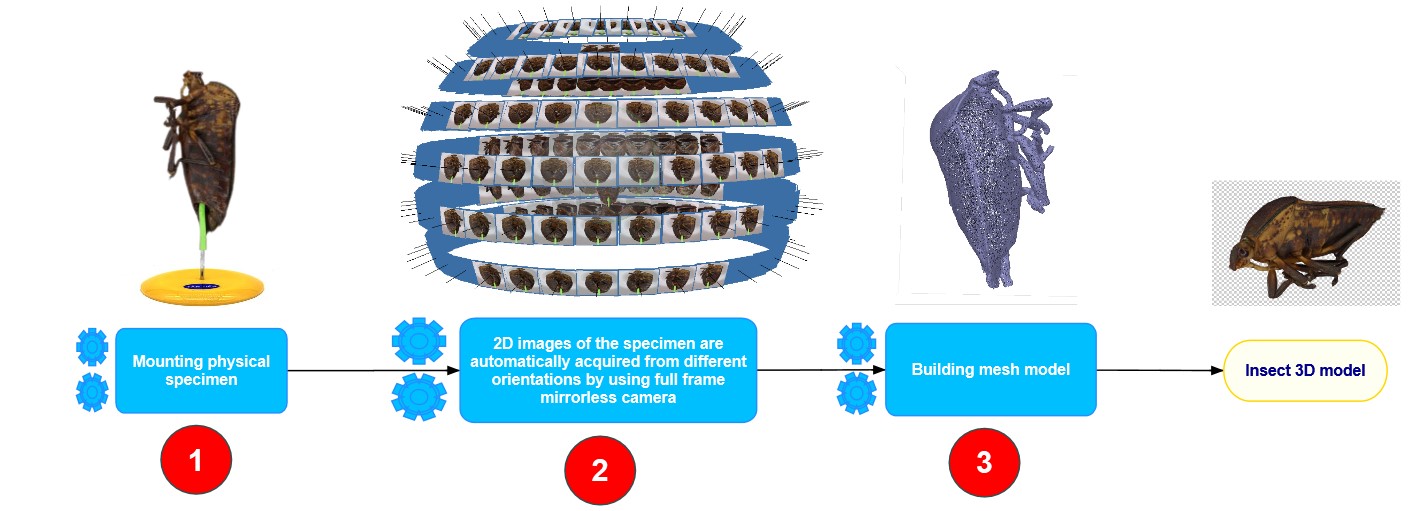 Mounting physical
specimen
2D images of the specimen are
automatically acquired from different
orientations by using full frame
mirrorless camera
Building mesh model
Insect 3D model
1
2
3